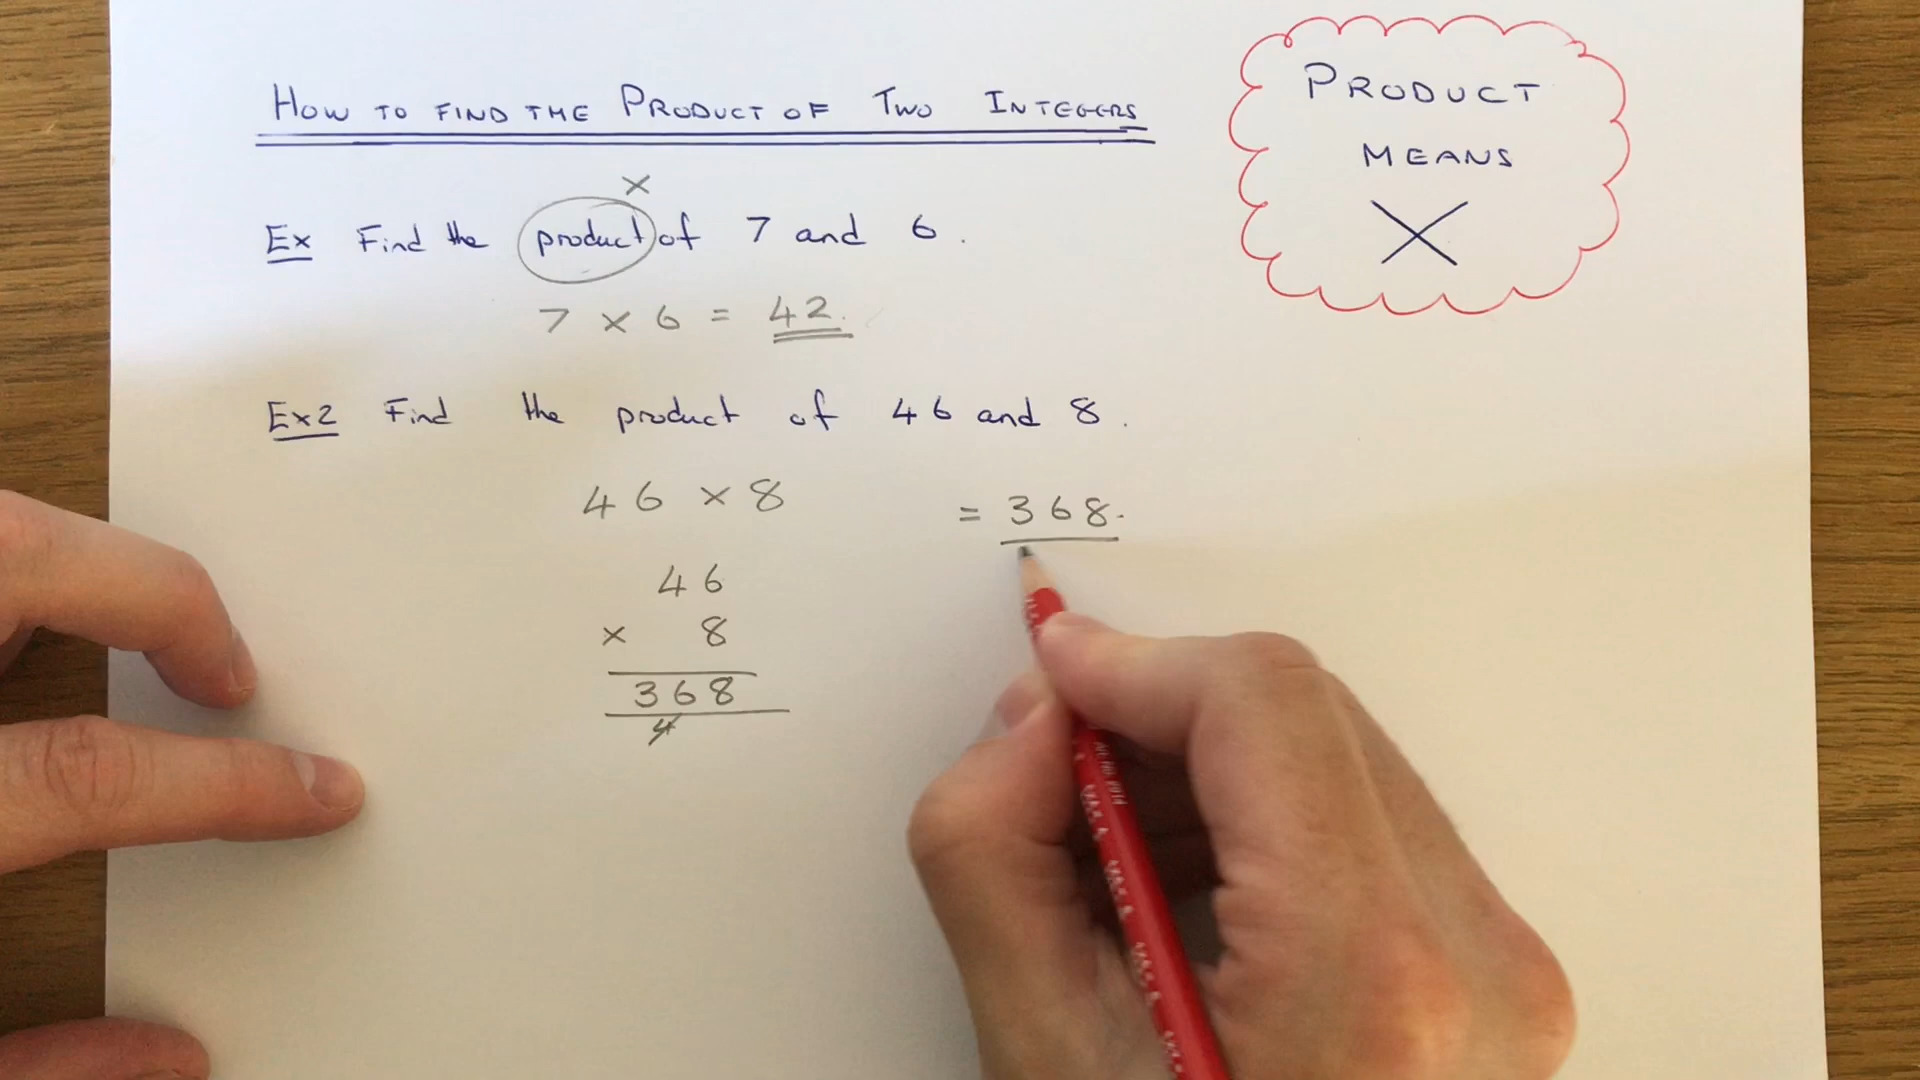 HOW TO FIND THE PRODUCT OF TWO INTEGERS
PRODUCT
MEANS
×
×
Ex Find the product of 7 and 6.
7 × 6 = 42.
Ex2 Find the product of 46 and 8.
46 × 8 = 368.
46
× 8
368
4